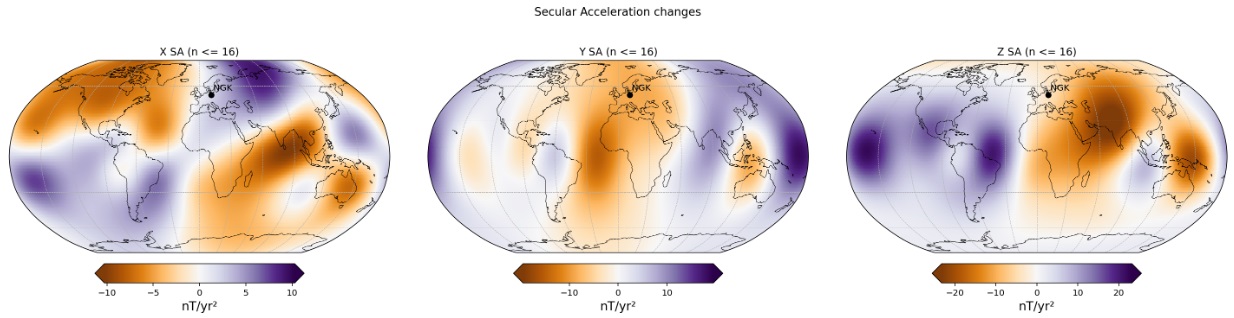 Secular Acceleration changes
X SA (n <= 16)
Y SA (n <= 16)
Z SA (n <= 16)
NGK
NGK
NGK
−10 −5 0 5 10
−10 0 10
−20 −10 0 10 20
nT/yr²
nT/yr²
nT/yr²